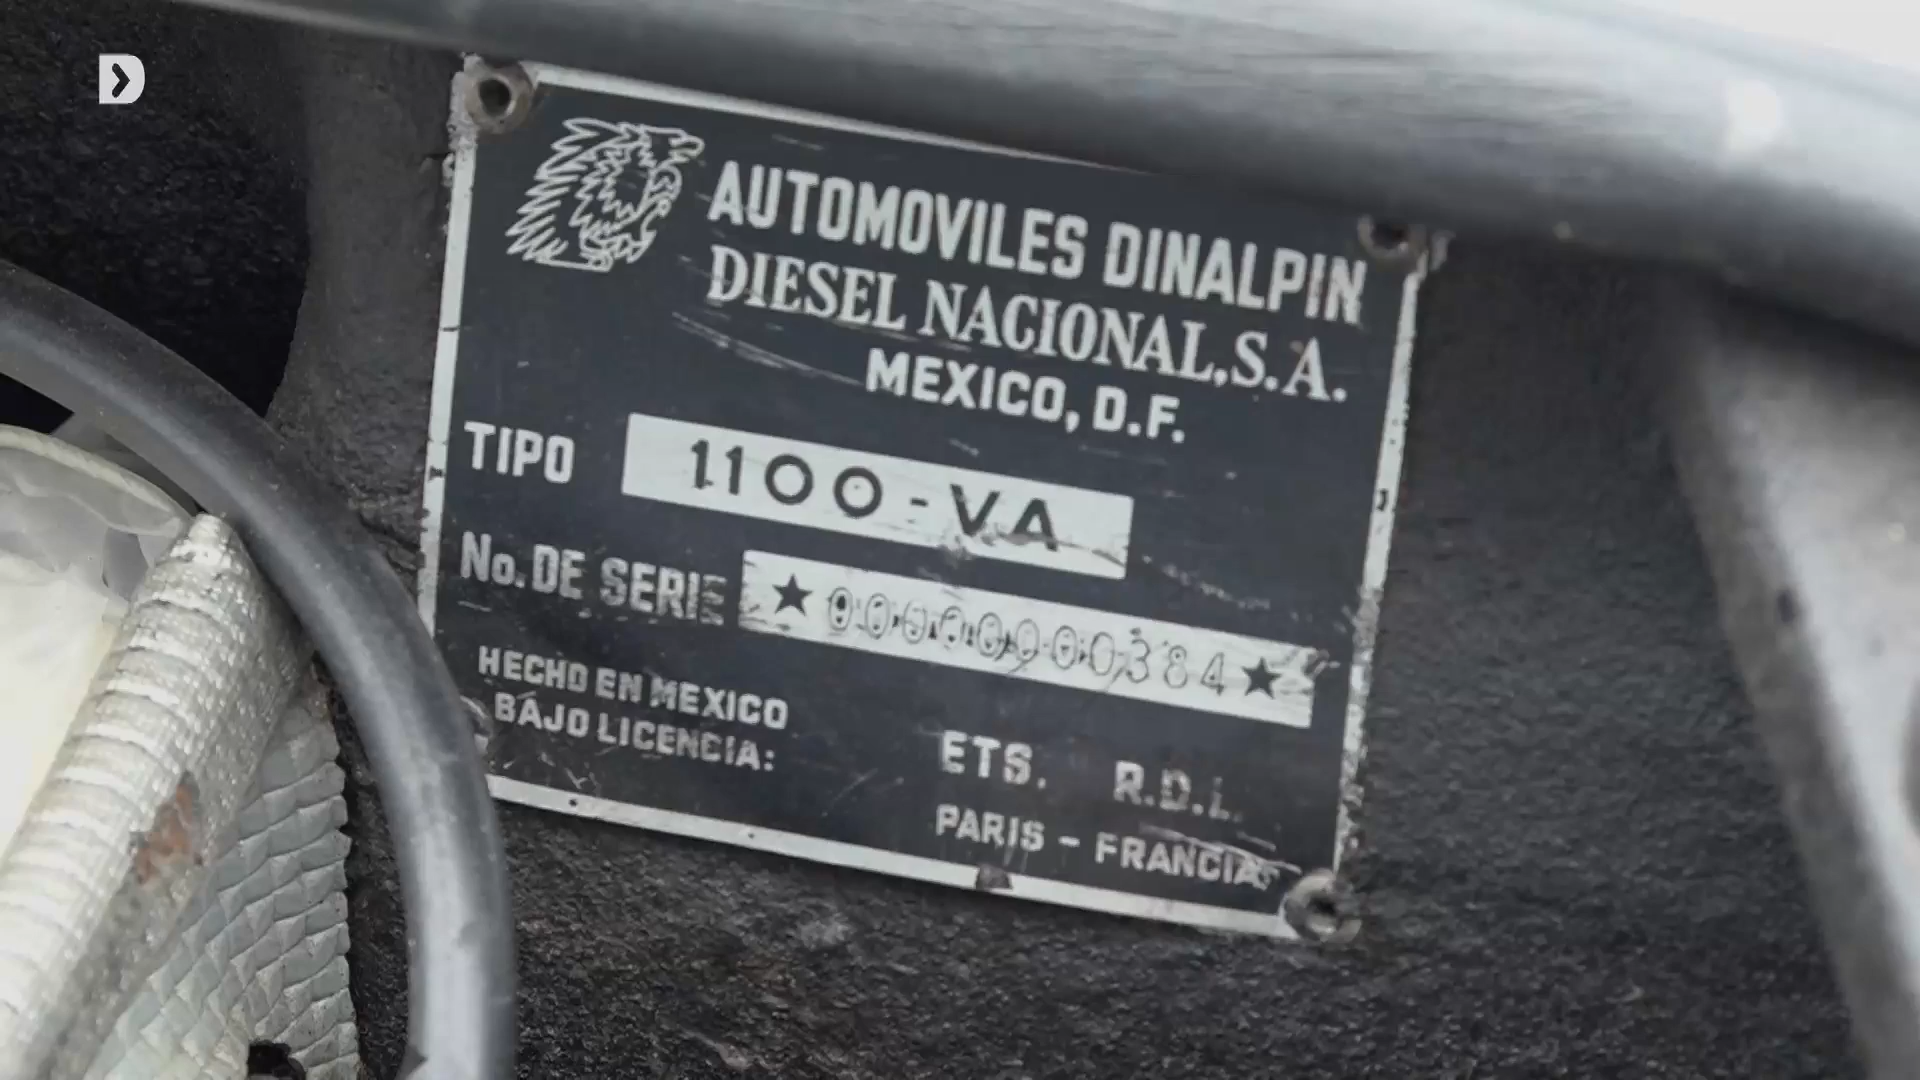 AUTOMOVILES DINALPIN
DIESEL NACIONAL, S.A.
MEXICO, D.F.
TIPO 1100-VA
No. DE SERIE ★00000000384★
HECHO EN MEXICO
BAJO LICENCIA:
ETS. R.D.L.
PARIS - FRANCIA